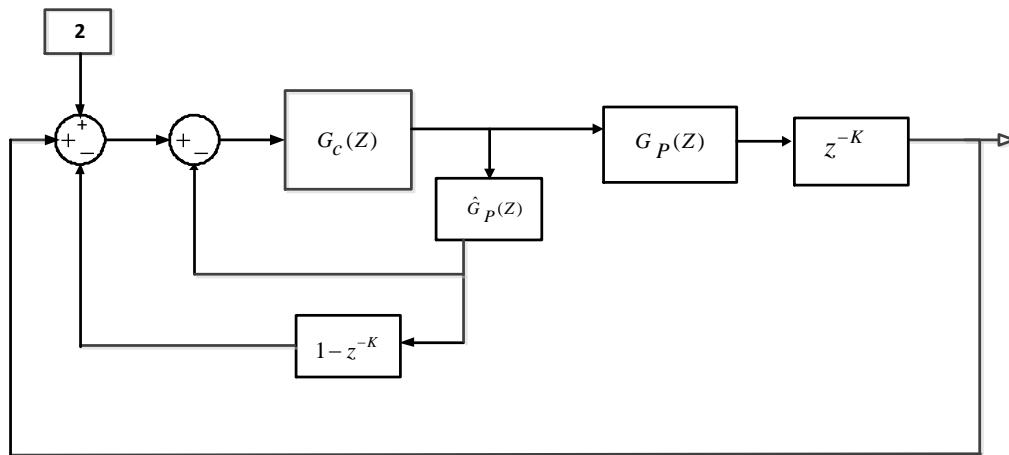 2
+
+
−
+
−
G_c(Z)
G_P(Z)
z^{-K}
Ĝ_P(Z)
1 − z^{-K}